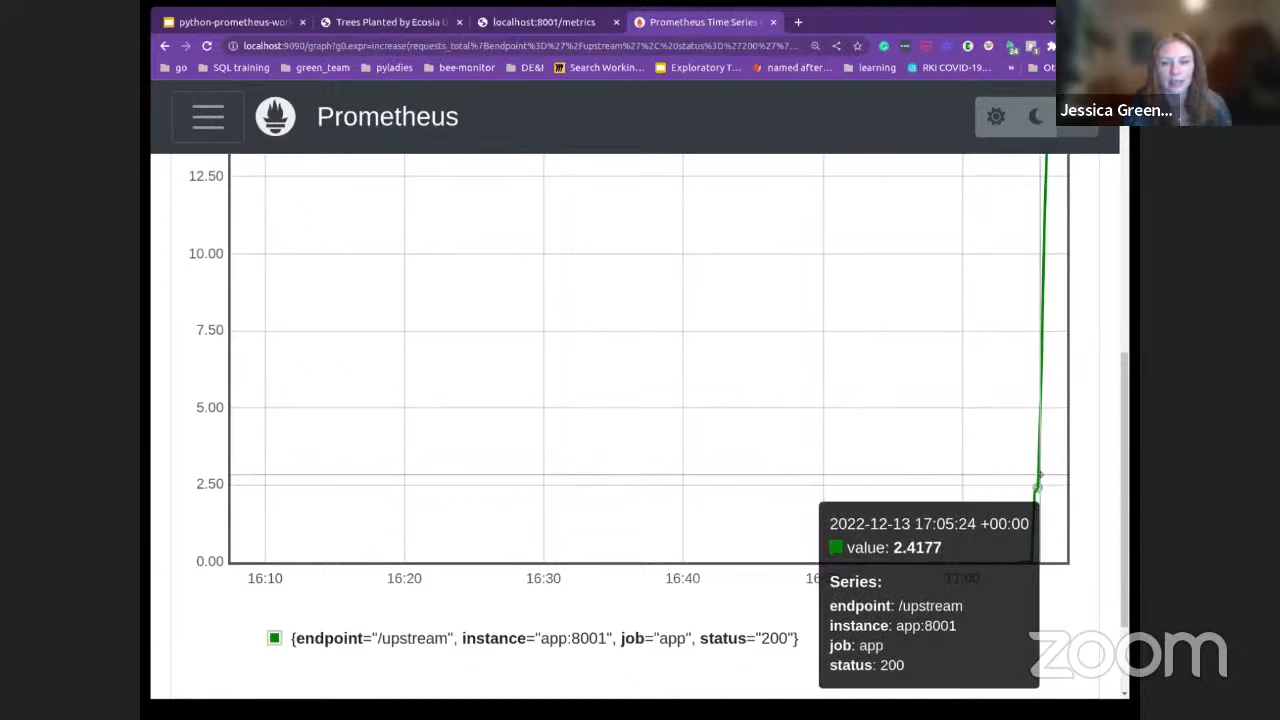 python-prometheus-wor
Trees Planted by Ecosia
localhost:8001/metrics
Prometheus Time Series
localhost:9090/graph?g0.expr=increase(requests_total%7Bendpoint%3D%27%2Fupstream%27%2C%20status%3D%27200%27%7...
go
SQL training
green_team
pyladies
bee-monitor
DE&I
Search Workin...
Exploratory T...
named after...
learning
RKI COVID-19...
»
Ot
Jessica Green...
Prometheus
12.50
10.00
7.50
5.00
2.50
0.00
16:10
16:20
16:30
16:40
17:00
2022-12-13 17:05:24 +00:00
value: 2.4177
Series:
endpoint: /upstream
instance: app:8001
job: app
status: 200
{endpoint="/upstream", instance="app:8001", job="app", status="200"}
zoom